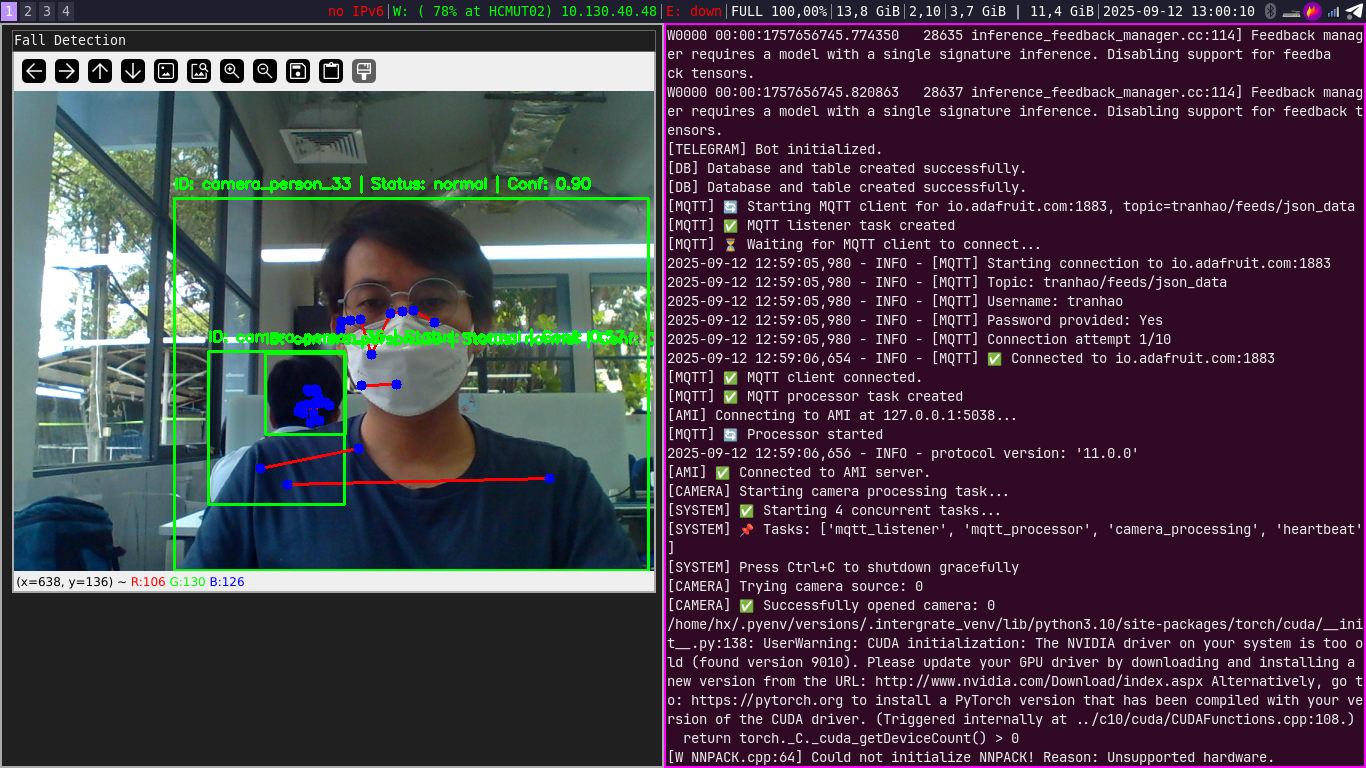 1 2 3 4 no IPv6 W: ( 78% at HCMUT02) 10.130.40.48 E: down FULL 100,00% 13,8 GiB 2,10 3,7 GiB | 11,4 GiB 2025-09-12 13:00:10
Fall Detection
ID: camera_person_33 | Status: normal | Conf: 0.90
(x=638, y=136) ~ R:106 G:130 B:126
W0000 00:00:1757656745.774350   28635 inference_feedback_manager.cc:114] Feedback manag
er requires a model with a single signature inference. Disabling support for feedba
ck tensors.
W0000 00:00:1757656745.820863   28637 inference_feedback_manager.cc:114] Feedback manag
er requires a model with a single signature inference. Disabling support for feedback t
ensors.
[TELEGRAM] Bot initialized.
[DB] Database and table created successfully.
[DB] Database and table created successfully.
[MQTT] 🔄 Starting MQTT client for io.adafruit.com:1883, topic=tranhao/feeds/json_data
[MQTT] ✅ MQTT listener task created
[MQTT] ⏳ Waiting for MQTT client to connect...
2025-09-12 12:59:05,980 - INFO - [MQTT] Starting connection to io.adafruit.com:1883
2025-09-12 12:59:05,980 - INFO - [MQTT] Topic: tranhao/feeds/json_data
2025-09-12 12:59:05,980 - INFO - [MQTT] Username: tranhao
2025-09-12 12:59:05,980 - INFO - [MQTT] Password provided: Yes
2025-09-12 12:59:05,980 - INFO - [MQTT] Connection attempt 1/10
2025-09-12 12:59:06,654 - INFO - [MQTT] ✅ Connected to io.adafruit.com:1883
[MQTT] ✅ MQTT client connected.
[MQTT] ✅ MQTT processor task created
[AMI] Connecting to AMI at 127.0.0.1:5038...
[MQTT] 🔄 Processor started
2025-09-12 12:59:06,656 - INFO - protocol version: '11.0.0'
[AMI] ✅ Connected to AMI server.
[CAMERA] Starting camera processing task...
[SYSTEM] ✅ Starting 4 concurrent tasks...
[SYSTEM] 📌 Tasks: ['mqtt_listener', 'mqtt_processor', 'camera_processing', 'heartbeat'
]
[SYSTEM] Press Ctrl+C to shutdown gracefully
[CAMERA] Trying camera source: 0
[CAMERA] ✅ Successfully opened camera: 0
/home/hx/.pyenv/versions/.intergrate_venv/lib/python3.10/site-packages/torch/cuda/__ini
t__.py:138: UserWarning: CUDA initialization: The NVIDIA driver on your system is too o
ld (found version 9010). Please update your GPU driver by downloading and installing a
new version from the URL: http://www.nvidia.com/Download/index.aspx Alternatively, go t
o: https://pytorch.org to install a PyTorch version that has been compiled with your ve
rsion of the CUDA driver. (Triggered internally at ../c10/cuda/CUDAFunctions.cpp:108.)
  return torch._C._cuda_getDeviceCount() > 0
[W NNPACK.cpp:64] Could not initialize NNPACK! Reason: Unsupported hardware.